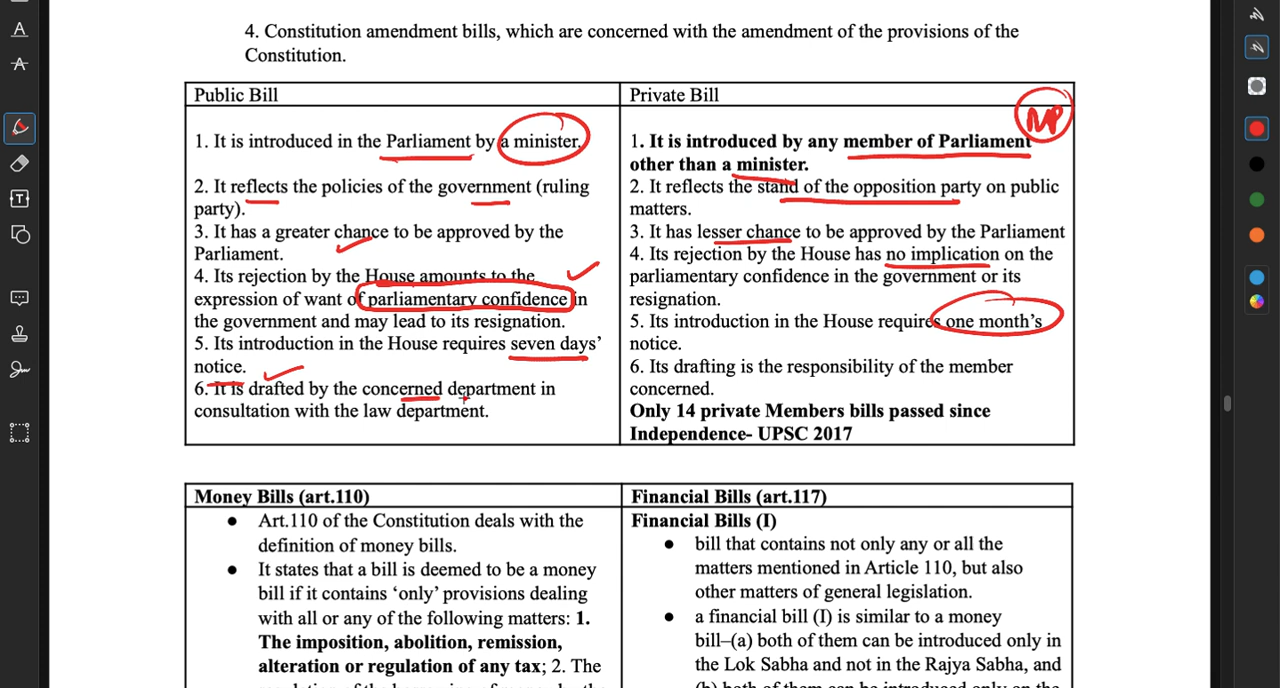 4. Constitution amendment bills, which are concerned with the amendment of the provisions of the
Constitution.
Public Bill
1. It is introduced in the Parliament by a minister.
2. It reflects the policies of the government (ruling
party).
3. It has a greater chance to be approved by the
Parliament.
4. Its rejection by the House amounts to the
expression of want of parliamentary confidence in
the government and may lead to its resignation.
5. Its introduction in the House requires seven days’
notice.
6. It is drafted by the concerned department in
consultation with the law department.
Private Bill
MP
1. It is introduced by any member of Parliament
other than a minister.
2. It reflects the stand of the opposition party on public
matters.
3. It has lesser chance to be approved by the Parliament
4. Its rejection by the House has no implication on the
parliamentary confidence in the government or its
resignation.
5. Its introduction in the House requires one month’s
notice.
6. Its drafting is the responsibility of the member
concerned.
Only 14 private Members bills passed since
Independence- UPSC 2017
Money Bills (art.110)
● Art.110 of the Constitution deals with the
definition of money bills.
● It states that a bill is deemed to be a money
bill if it contains ‘only’ provisions dealing
with all or any of the following matters: 1.
The imposition, abolition, remission,
alteration or regulation of any tax; 2. The
Financial Bills (art.117)
Financial Bills (I)
● bill that contains not only any or all the
matters mentioned in Article 110, but also
other matters of general legislation.
● a financial bill (I) is similar to a money
bill–(a) both of them can be introduced only in
the Lok Sabha and not in the Rajya Sabha, and